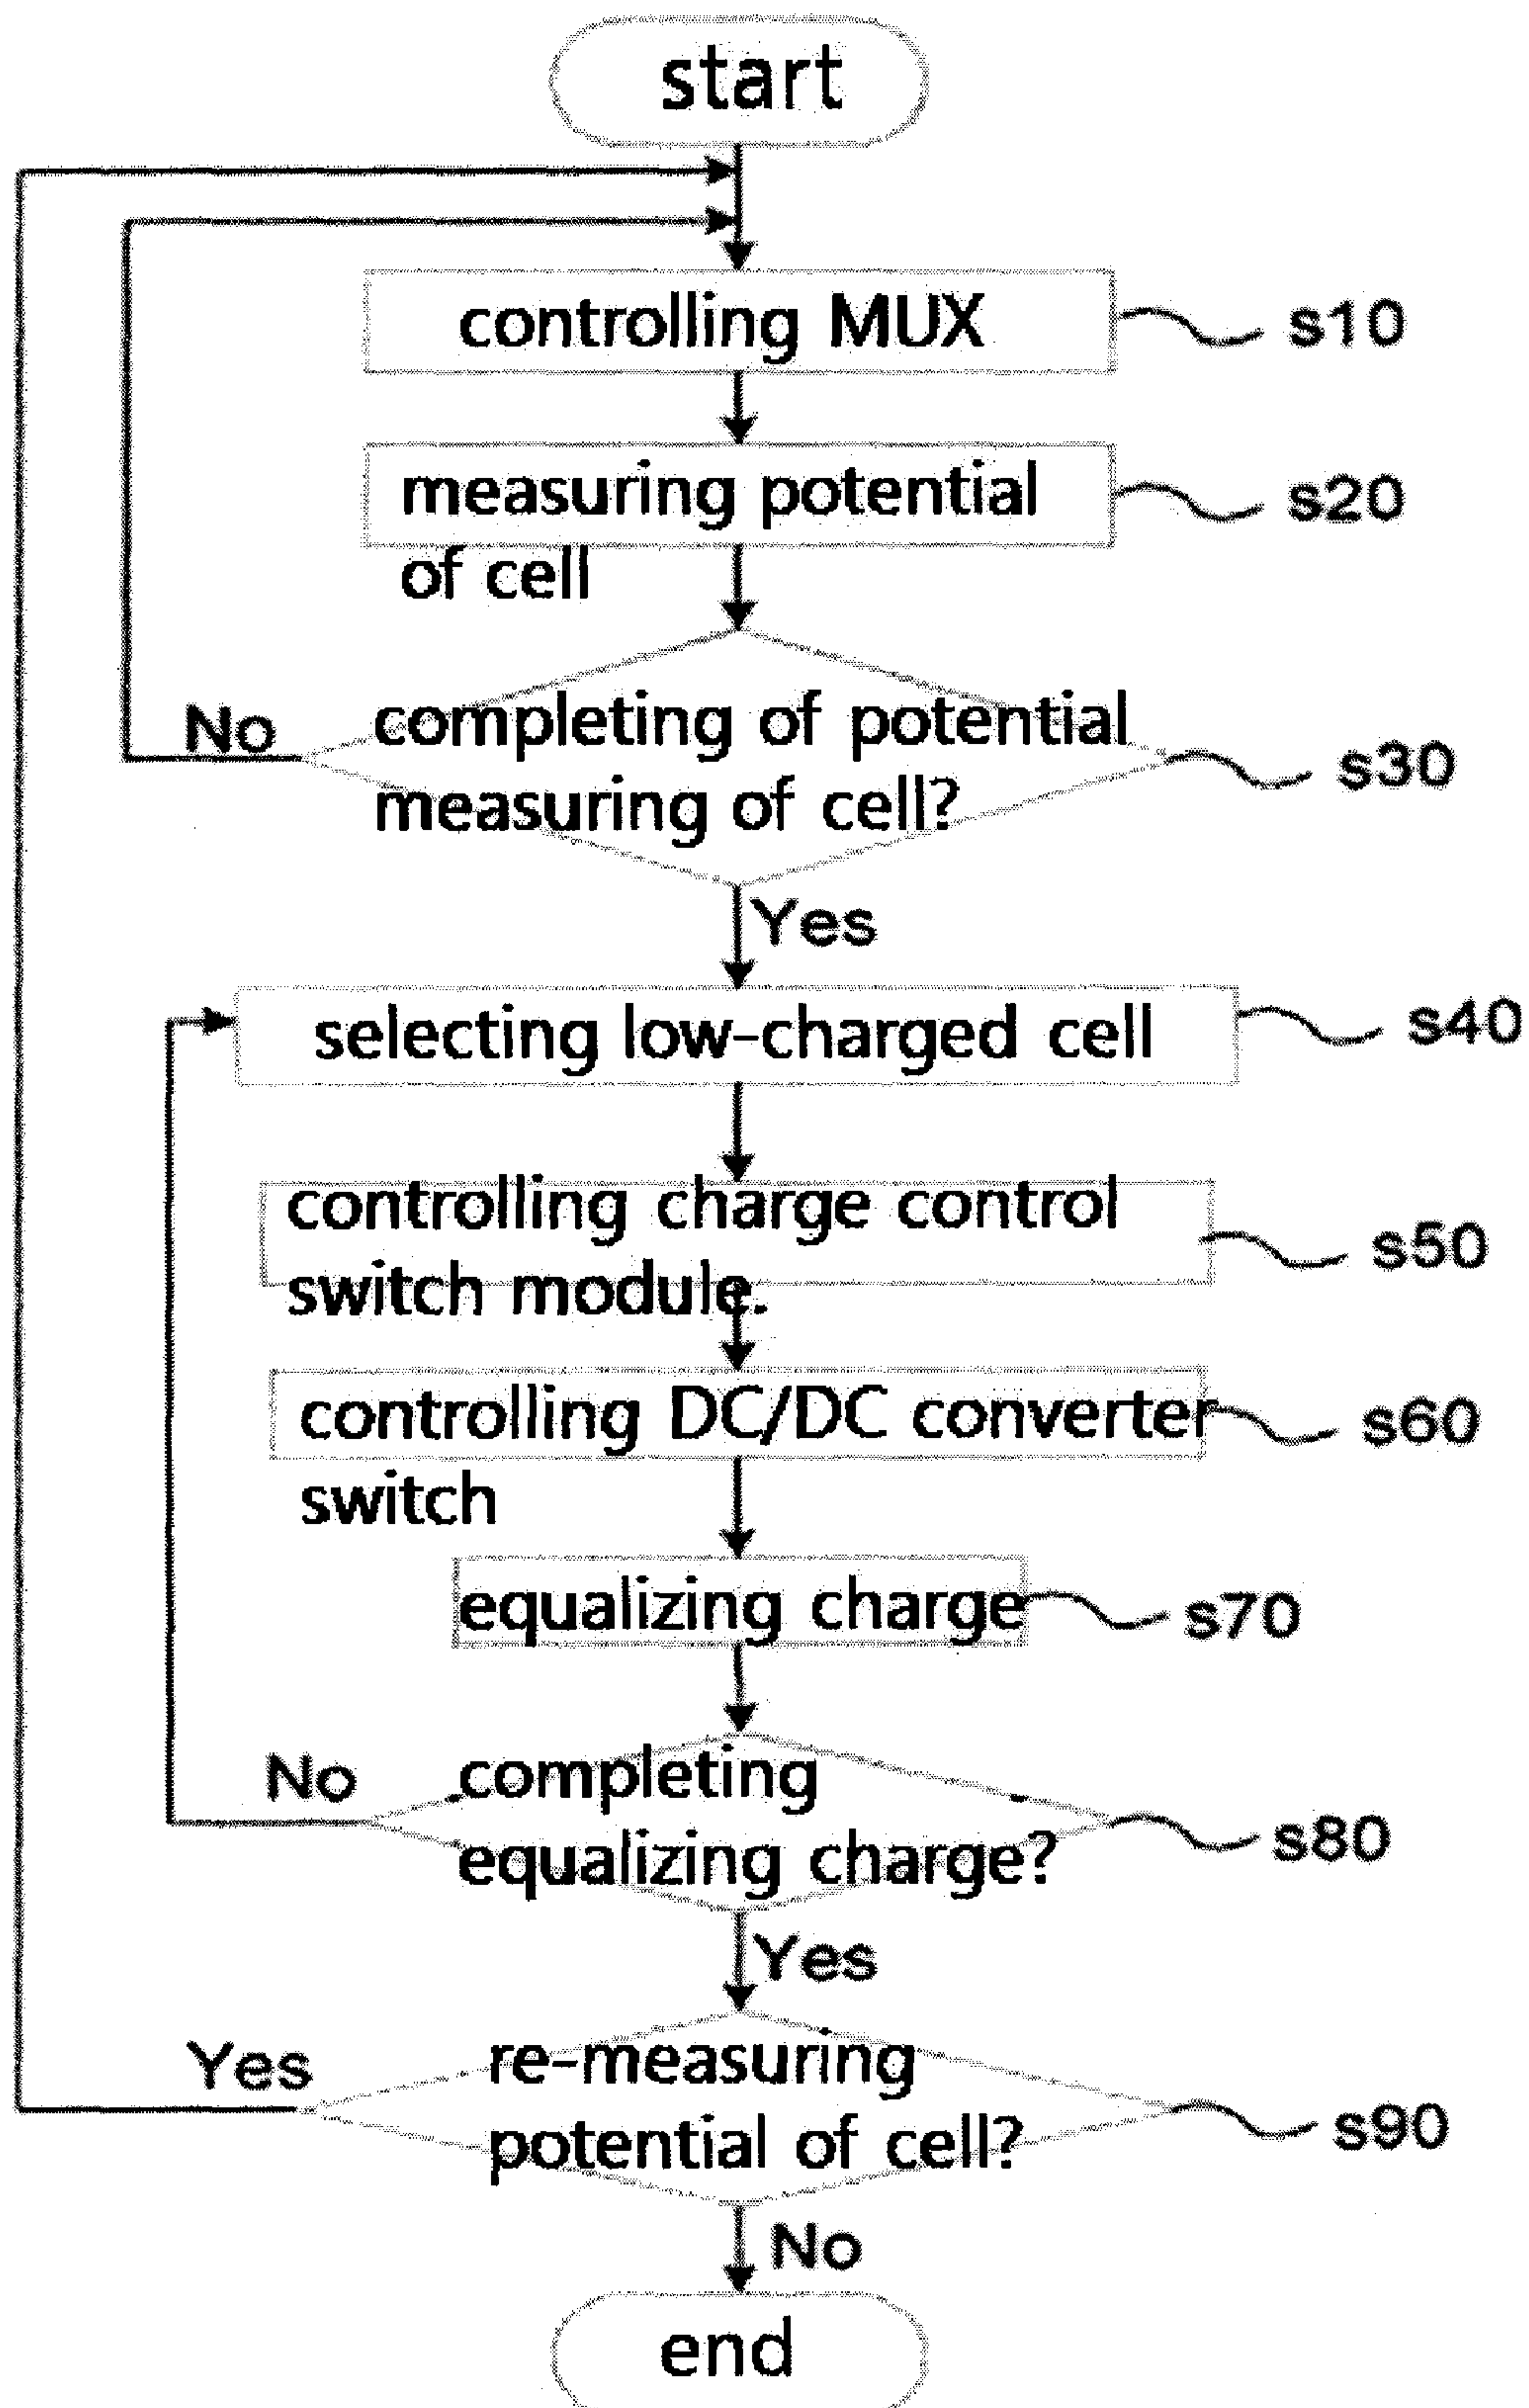 start
controlling MUX
s10
measuring potential
of cell
s20
completing of potential
measuring of cell?
s30
No
Yes
selecting low-charged cell
s40
controlling charge control
switch module.
s50
controlling DC/DC converter
switch
s60
equalizing charge
s70
completing
equalizing charge?
s80
No
Yes
re-measuring
potential of cell?
s90
Yes
No
end